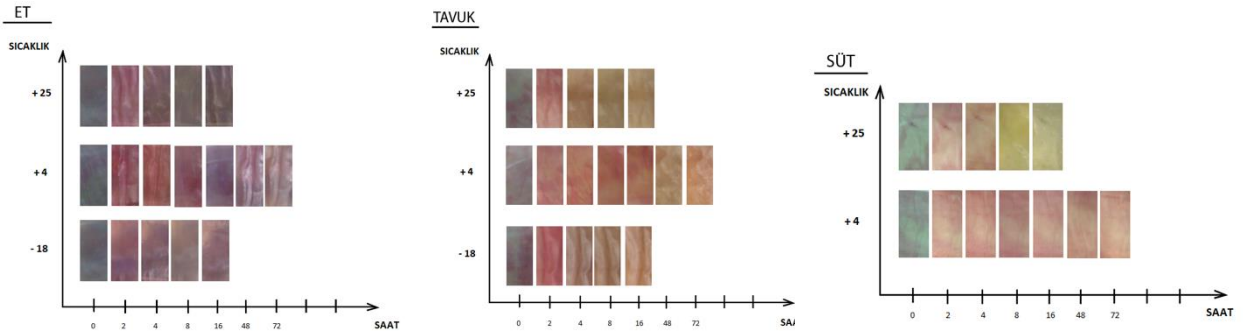 ET
SICAKLIK
+ 25
+4
- 18
0 2 4 8 16 48 72 SAAT
TAVUK
SICAKLIK
+25
+4
- 18
0 2 4 8 16 48 72 SAAT
SÜT
SICAKLIK
+25
+4
0 2 4 8 16 48 72 SAAT